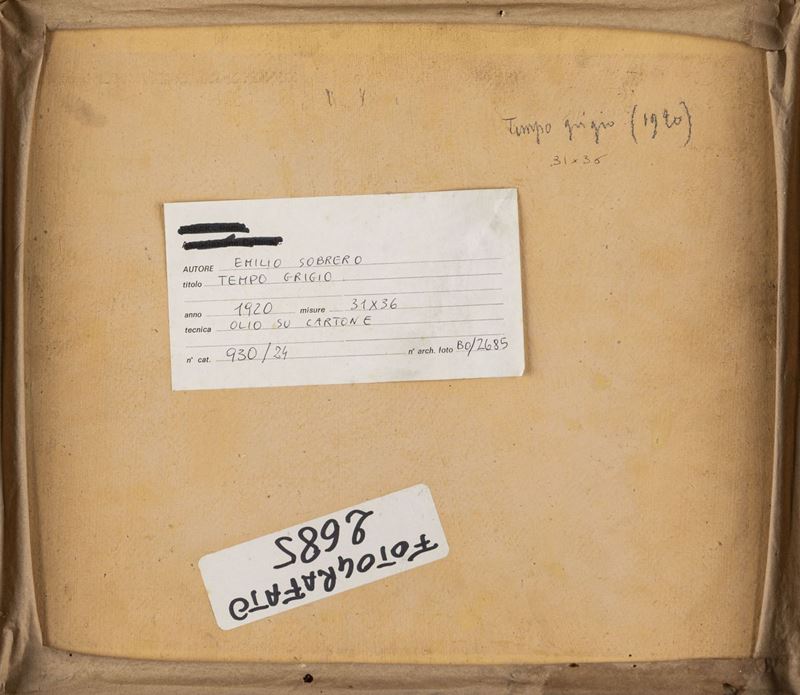 Tempo grigio (1920)
31x36
AUTORE EMILIO SOBRERO
titolo TEMPO GRIGIO
anno 1920 misure 31X36
tecnica OLIO SU CARTONE
n° cat. 930/24 n° arch. foto BO/2685
FOTOGRAFATO
2685